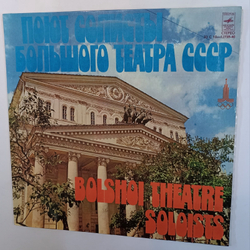 ПОЮТ СОЛИСТЫ
БОЛЬШОГО ТЕАТРА СССР
BOLSHOI THEATRE
SOLOISTS